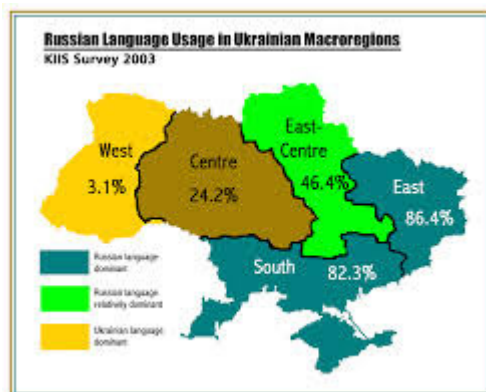 Russian Language Usage in Ukrainian Macroregions
KIIS Survey 2003
West
3.1%
Centre
24.2%
East-
Centre
46.4%
East
86.4%
South
82.3%
Russian language
dominant
Russian language
relativity dominant
Ukrainian language
dominant